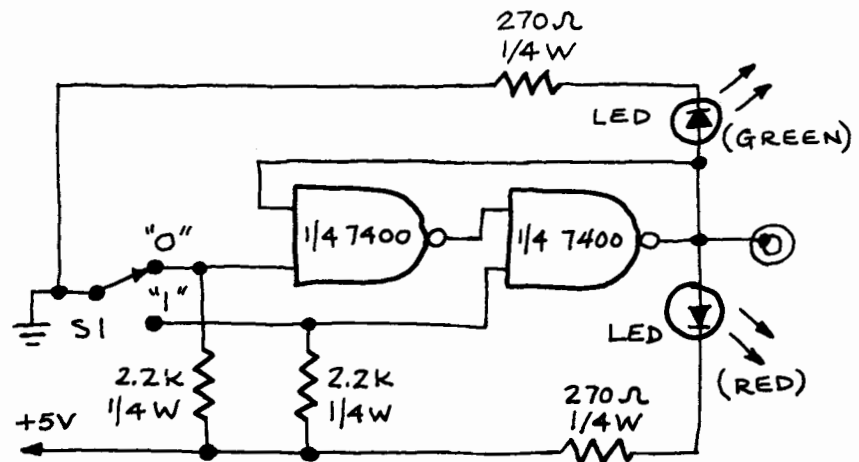 270Ω
1/4W
LED
(GREEN)
1/4 7400
1/4 7400
"0"
"1"
S1
LED
(RED)
2.2K
1/4W
2.2K
1/4W
270Ω
1/4W
+5V